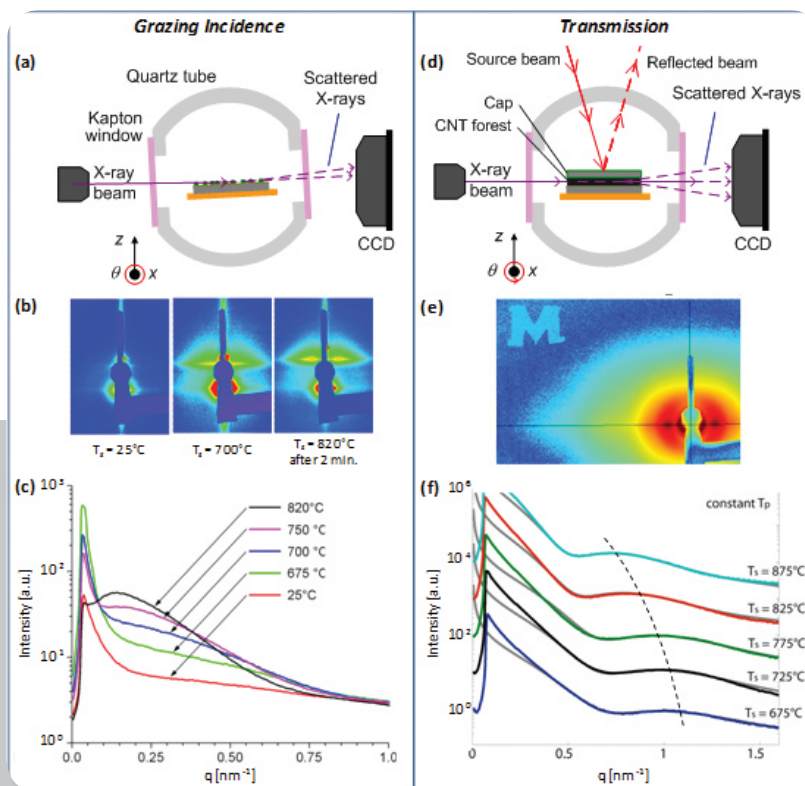 Grazing Incidence
Transmission
(a)
Quartz tube
Scattered
X-rays
Kapton
window
X-ray
beam
CCD
z
θ
x
(d)
Source beam
Reflected beam
Cap
CNT forest
Scattered X-rays
X-ray
beam
CCD
z
θ
x
(b)
Ts = 25°C
Ts = 700°C
Ts = 820°C
after 2 min.
(e)
M
(c)
10³
10²
10¹
10⁰
Intensity [a.u.]
820°C
750 °C
700 °C
675 °C
25°C
0.00
0.25
0.50
0.75
1.0
q [nm⁻¹]
(f)
10⁶
10⁴
10²
10⁰
Intensity [a.u.]
constant Tp
Ts = 875°C
Ts = 825°C
Ts = 775°C
Ts = 725°C
Ts = 675°C
0
0.5
1
1.5
q [nm⁻¹]